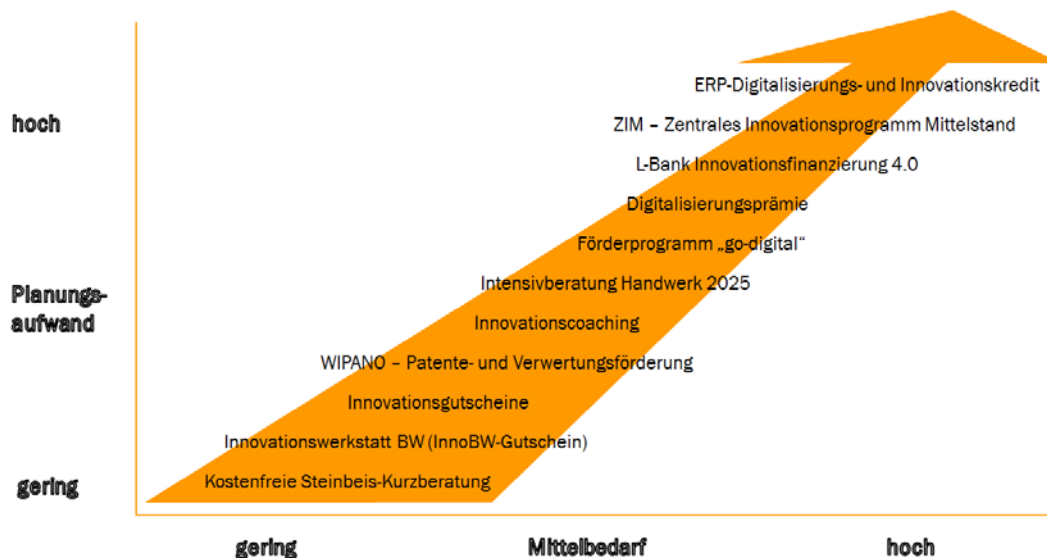 ERP-Digitalisierungs- und Innovationskredit
hoch
ZIM – Zentrales Innovationsprogramm Mittelstand
L-Bank Innovationsfinanzierung 4.0
Digitalisierungsprämie
Förderprogramm „go-digital“
Intensivberatung Handwerk 2025
Planungs-
aufwand
Innovationscoaching
WIPANO – Patente- und Verwertungsförderung
Innovationsgutscheine
Innovationswerkstatt BW (InnoBW-Gutschein)
Kostenfreie Steinbeis-Kurzberatung
gering
gering
Mittelbedarf
hoch